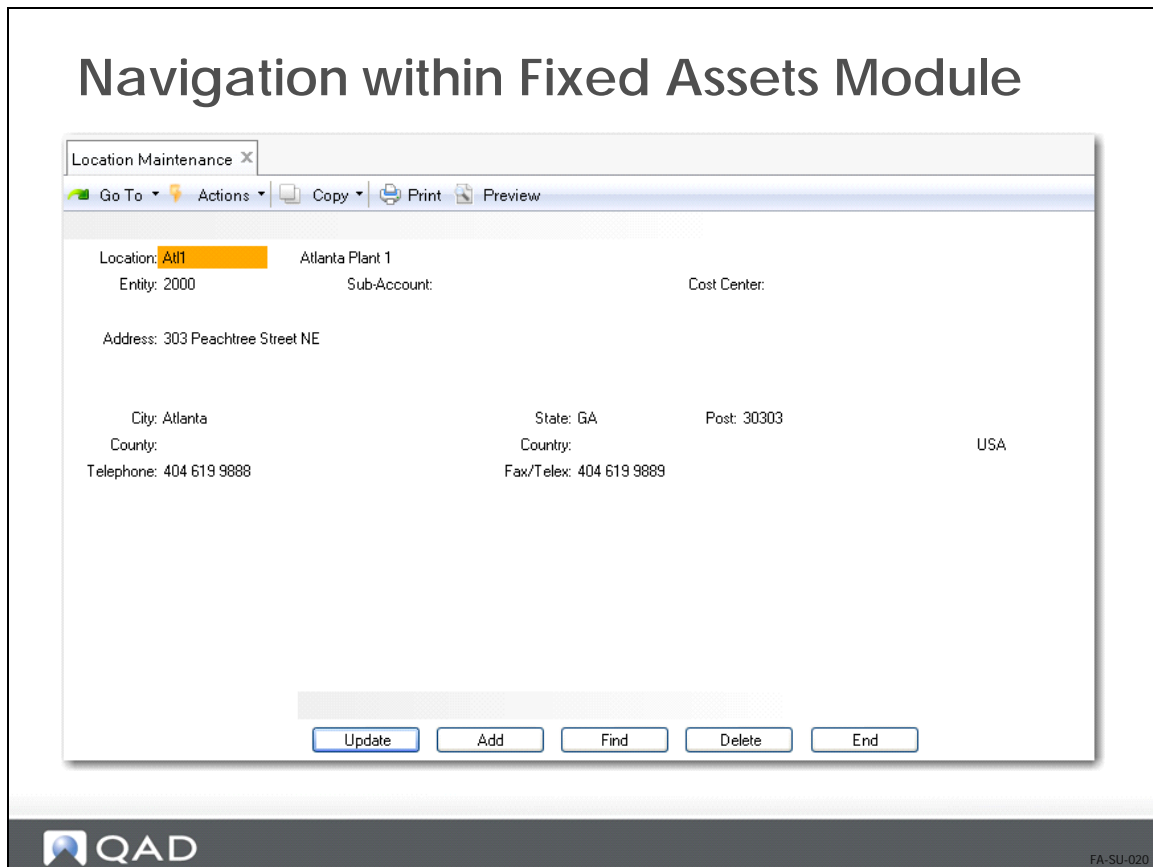 Navigation within Fixed Assets Module
Location Maintenance X
Go To Actions Copy Print Preview
Location: Atl1 Atlanta Plant 1
Entity: 2000 Sub-Account: Cost Center:
Address: 303 Peachtree Street NE
City: Atlanta State: GA Post: 30303
County: Country: USA
Telephone: 404 619 9888 Fax/Telex: 404 619 9889
Update Add Find Delete End
QAD
FA-SU-020